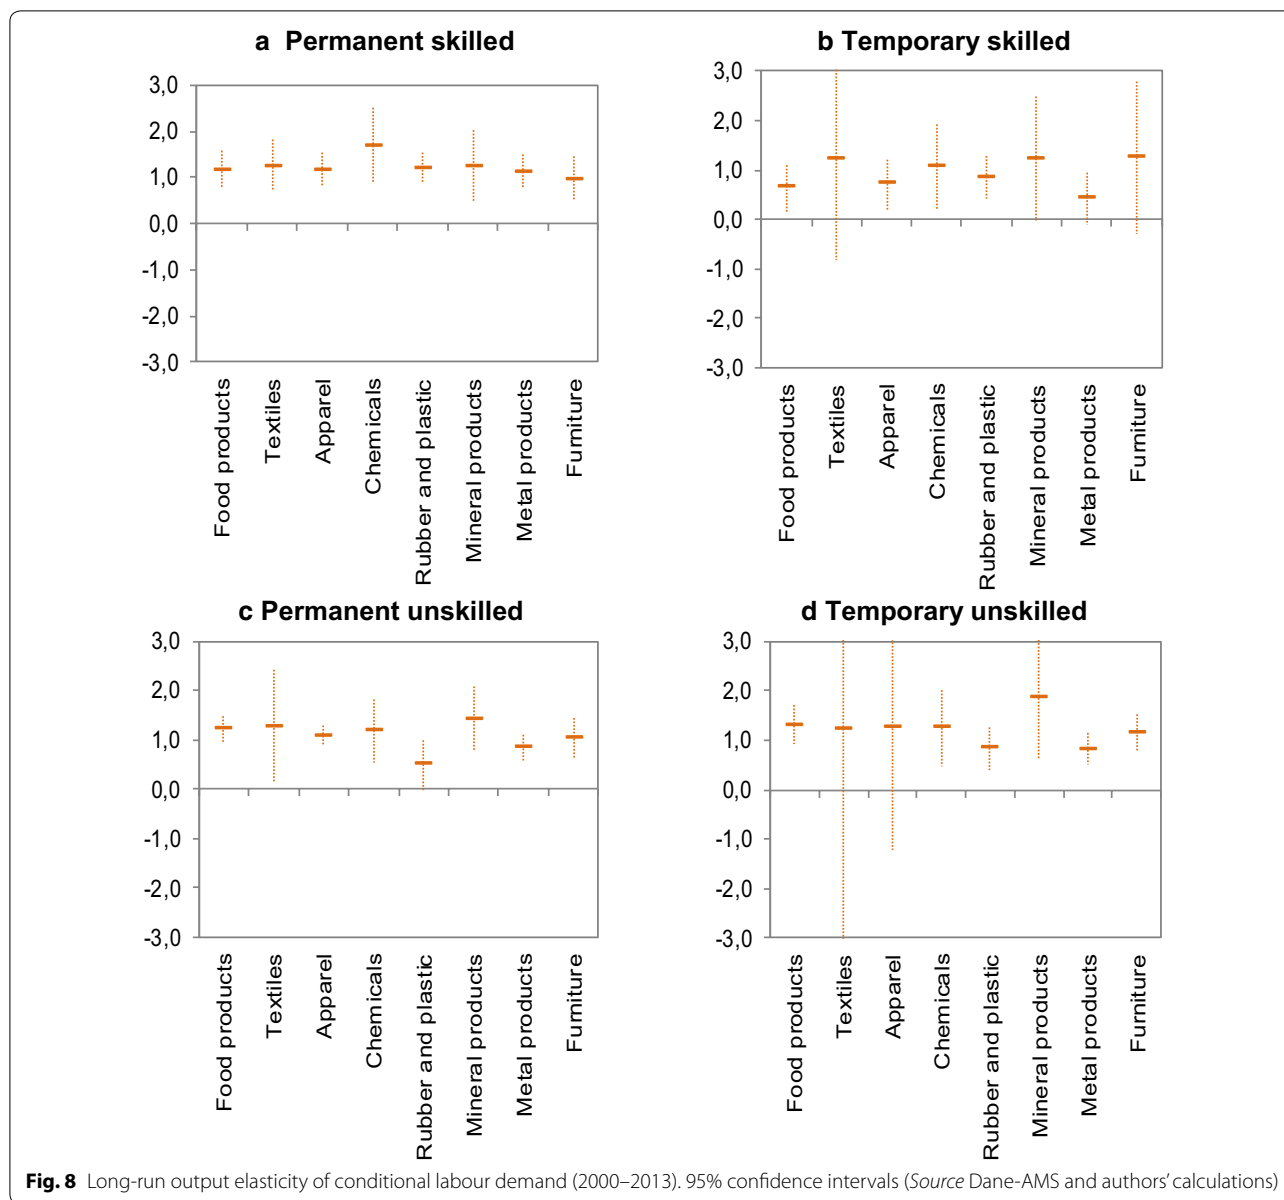 a Permanent skilled
3,0
2,0
1,0
0,0
-1,0
-2,0
-3,0
Food products
Textiles
Apparel
Chemicals
Rubber and plastic
Mineral products
Metal products
Furniture
b Temporary skilled
3,0
2,0
1,0
0,0
-1,0
-2,0
-3,0
Food products
Textiles
Apparel
Chemicals
Rubber and plastic
Mineral products
Metal products
Furniture
c Permanent unskilled
3,0
2,0
1,0
0,0
-1,0
-2,0
-3,0
Food products
Textiles
Apparel
Chemicals
Rubber and plastic
Mineral products
Metal products
Furniture
d Temporary unskilled
3,0
2,0
1,0
0,0
-1,0
-2,0
-3,0
Food products
Textiles
Apparel
Chemicals
Rubber and plastic
Mineral products
Metal products
Furniture
Fig. 8 Long-run output elasticity of conditional labour demand (2000–2013). 95% confidence intervals (Source Dane-AMS and authors’ calculations)